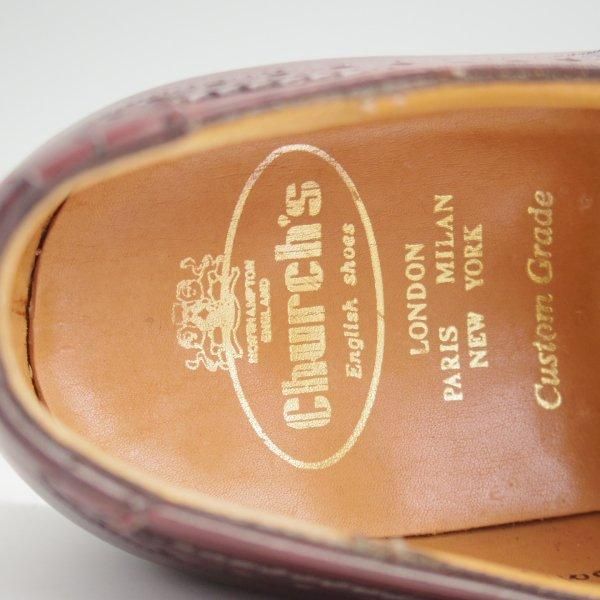 NORTHAMPTON
ENGLAND
Church's
English shoes
LONDON
PARIS MILAN
NEW YORK
Custom Grade